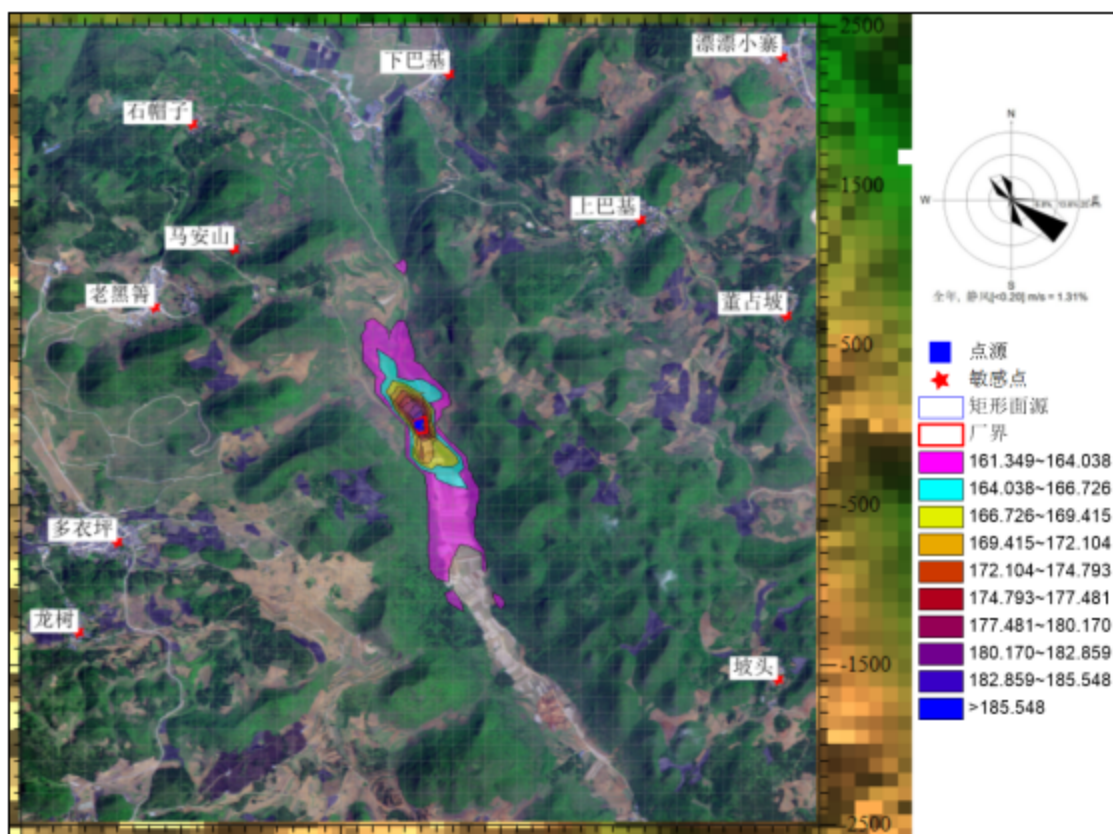 2500
漂漂小寨
下巴基
石帽子
N
1500
上巴基
W
E
马安山
老黑箐
S
全年, 静风[<0.20] m/s = 1.31%
董占坡
500
点源
敏感点
矩形面源
厂界
161.349~164.038
164.038~166.726
-500
166.726~169.415
多衣坪
169.415~172.104
172.104~174.793
174.793~177.481
龙树
177.481~180.170
180.170~182.859
-1500
坡头
182.859~185.548
>185.548
-2500